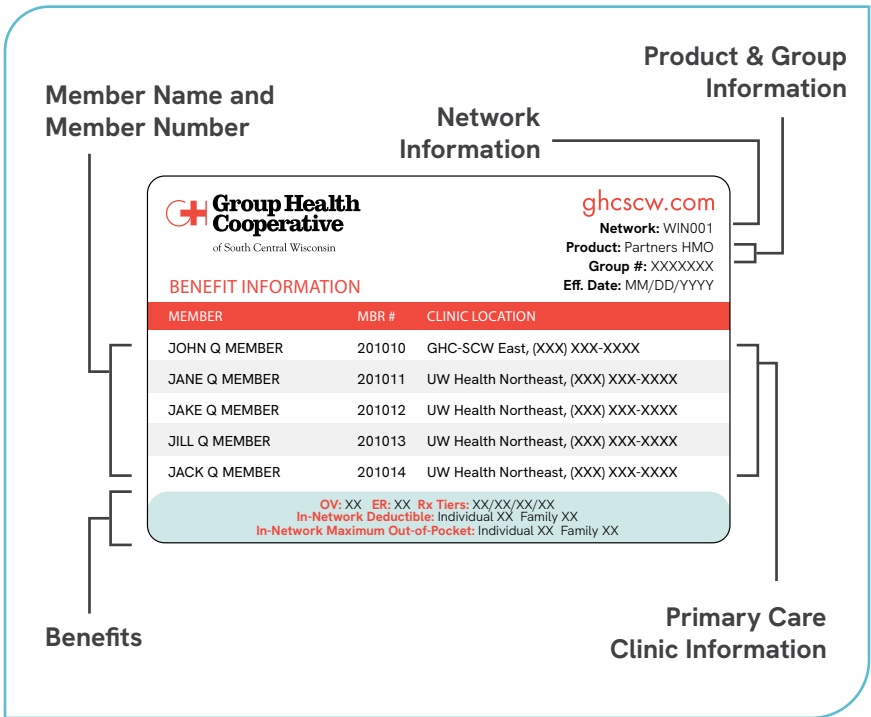 Product & Group
Information
Member Name and
Member Number
Network
Information
Group Health
Cooperative
of South Central Wisconsin
ghcscw.com
Network: WIN001
Product: Partners HMO
Group #: XXXXXXX
Eff. Date: MM/DD/YYYY
BENEFIT INFORMATION
MEMBER MBR # CLINIC LOCATION
JOHN Q MEMBER 201010 GHC-SCW East, (XXX) XXX-XXXX
JANE Q MEMBER 201011 UW Health Northeast, (XXX) XXX-XXXX
JAKE Q MEMBER 201012 UW Health Northeast, (XXX) XXX-XXXX
JILL Q MEMBER 201013 UW Health Northeast, (XXX) XXX-XXXX
JACK Q MEMBER 201014 UW Health Northeast, (XXX) XXX-XXXX
OV: XX ER: XX Rx Tiers: XX/XX/XX/XX
In-Network Deductible: Individual XX Family XX
In-Network Maximum Out-of-Pocket: Individual XX Family XX
Benefits
Primary Care
Clinic Information